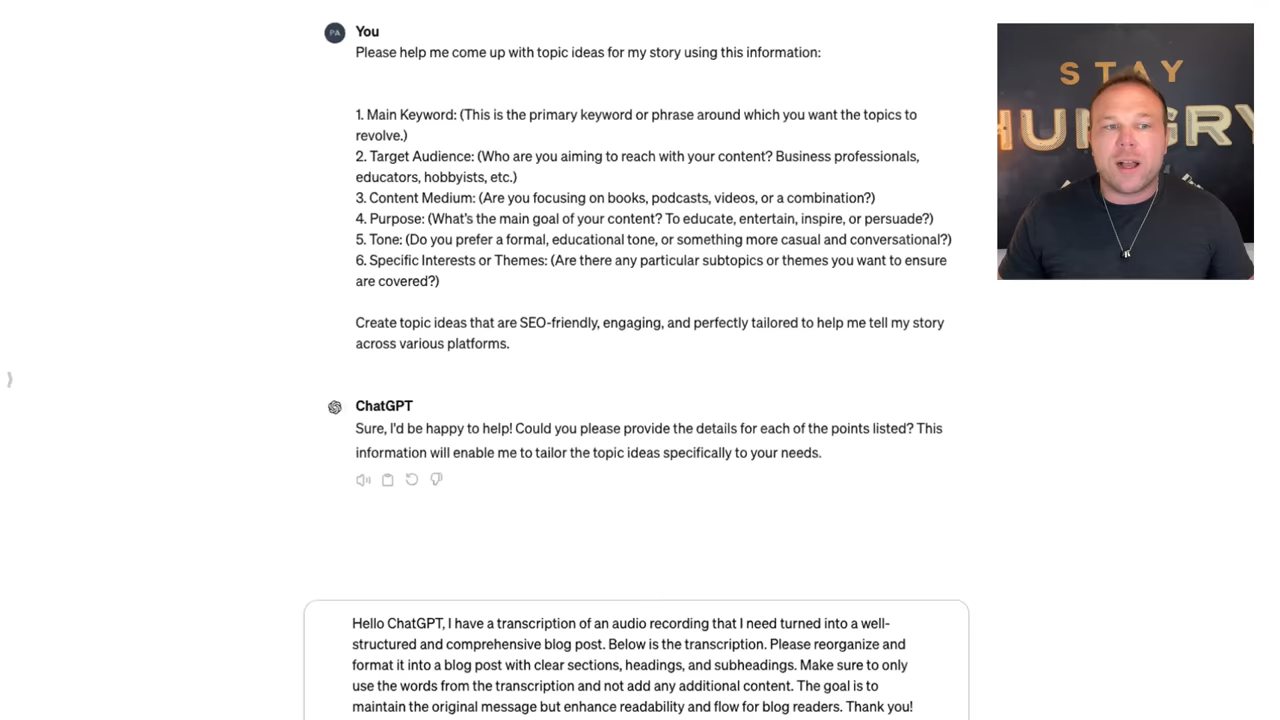 PA
You
Please help me come up with topic ideas for my story using this information:
1. Main Keyword: (This is the primary keyword or phrase around which you want the topics to
revolve.)
2. Target Audience: (Who are you aiming to reach with your content? Business professionals,
educators, hobbyists, etc.)
3. Content Medium: (Are you focusing on books, podcasts, videos, or a combination?)
4. Purpose: (What's the main goal of your content? To educate, entertain, inspire, or persuade?)
5. Tone: (Do you prefer a formal, educational tone, or something more casual and conversational?)
6. Specific Interests or Themes: (Are there any particular subtopics or themes you want to ensure
are covered?)
Create topic ideas that are SEO-friendly, engaging, and perfectly tailored to help me tell my story
across various platforms.
ChatGPT
Sure, I'd be happy to help! Could you please provide the details for each of the points listed? This
information will enable me to tailor the topic ideas specifically to your needs.
Hello ChatGPT, I have a transcription of an audio recording that I need turned into a well-
structured and comprehensive blog post. Below is the transcription. Please reorganize and
format it into a blog post with clear sections, headings, and subheadings. Make sure to only
use the words from the transcription and not add any additional content. The goal is to
maintain the original message but enhance readability and flow for blog readers. Thank you!
STAY